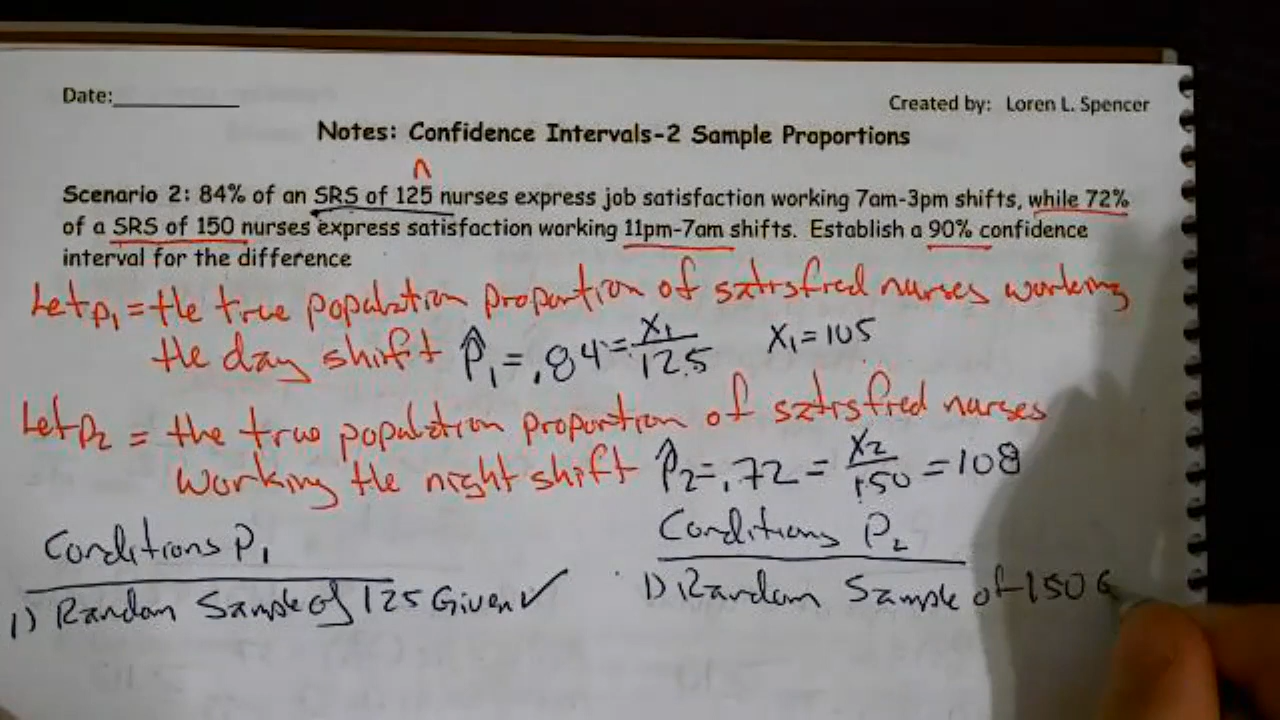 Date:__________ Created by: Loren L. Spencer
Notes: Confidence Intervals-2 Sample Proportions
n
Scenario 2: 84% of an SRS of 125 nurses express job satisfaction working 7am-3pm shifts, while 72%
of a SRS of 150 nurses express satisfaction working 11pm-7am shifts. Establish a 90% confidence
interval for the difference
Let p₁ = the true population proportion of satisfied nurses working
the day shift p̂₁ = .84 = x₁/125 x₁ = 105
Let p₂ = the true population proportion of satisfied nurses
working the night shift p̂₂ = .72 = x₂/150 = 108
Conditions P₁ Conditions P₂
1) Random Sample of 125 Given ✓ 1) Random Sample of 150 G